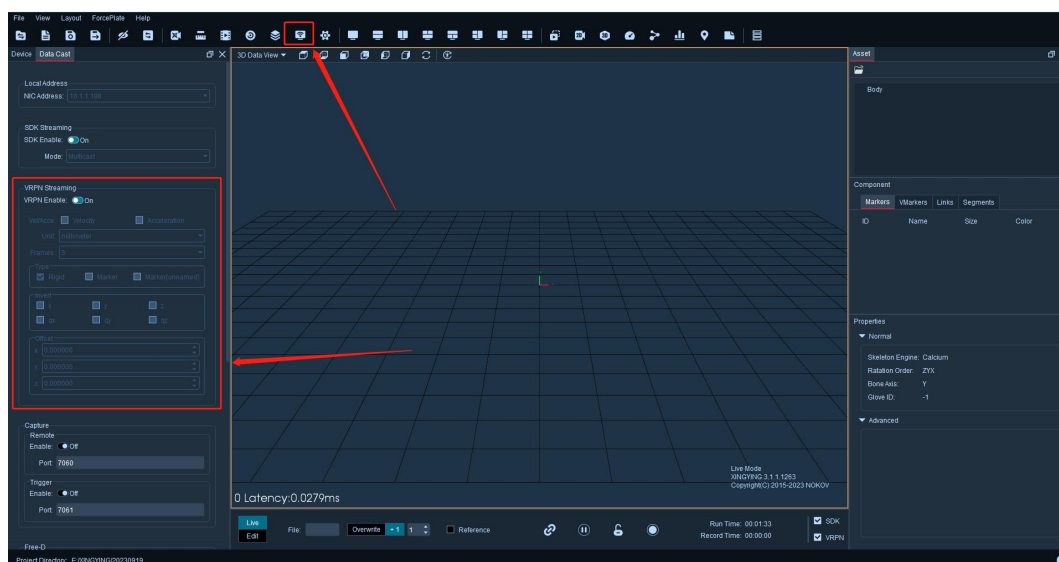 File View Layout ForcePlate Help
Device Data Cast
Local Address
NIC Address: 10.1.1.198
SDK Streaming
SDK Enable: On
Mode: Multicast
VRPN Streaming
VRPN Enable: On
Velocity Acceleration
Unit millimeter
Frames 3
Type
Rigid Marker Marker(unnamed)
Invert
x y z
qx qy qz
Offset
x 0.000000
y 0.000000
z 0.000000
Capture
Remote
Enable: Off
Port 7060
Trigger
Enable: Off
Port 7061
Free-D
3D Data View
0 Latency:0.0279ms
Live Mode
XINGYING 3.1.1.1263
Copyright(C) 2015-2023 NOKOV
Live
Edit
File:
Overwrite +1 1
Reference
Run Time: 00:01:33
Record Time: 00:00:00
SDK
VRPN
Asset
Body
Component
Markers VMarkers Links Segments
ID Name Size Color
Properties
Normal
Skeleton Engine: Calcium
Ratation Order: ZYX
Bone Axis: Y
Glove ID: -1
Advanced
Project Directory: F:\XINGYING\20230919